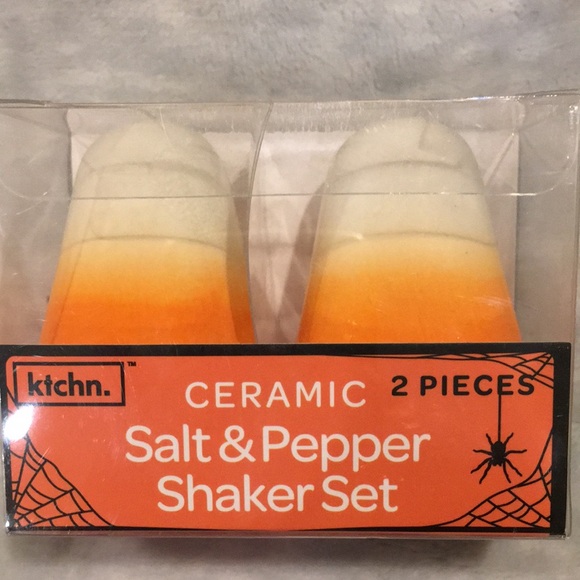 ktchn.™
CERAMIC
2 PIECES
Salt & Pepper
Shaker Set